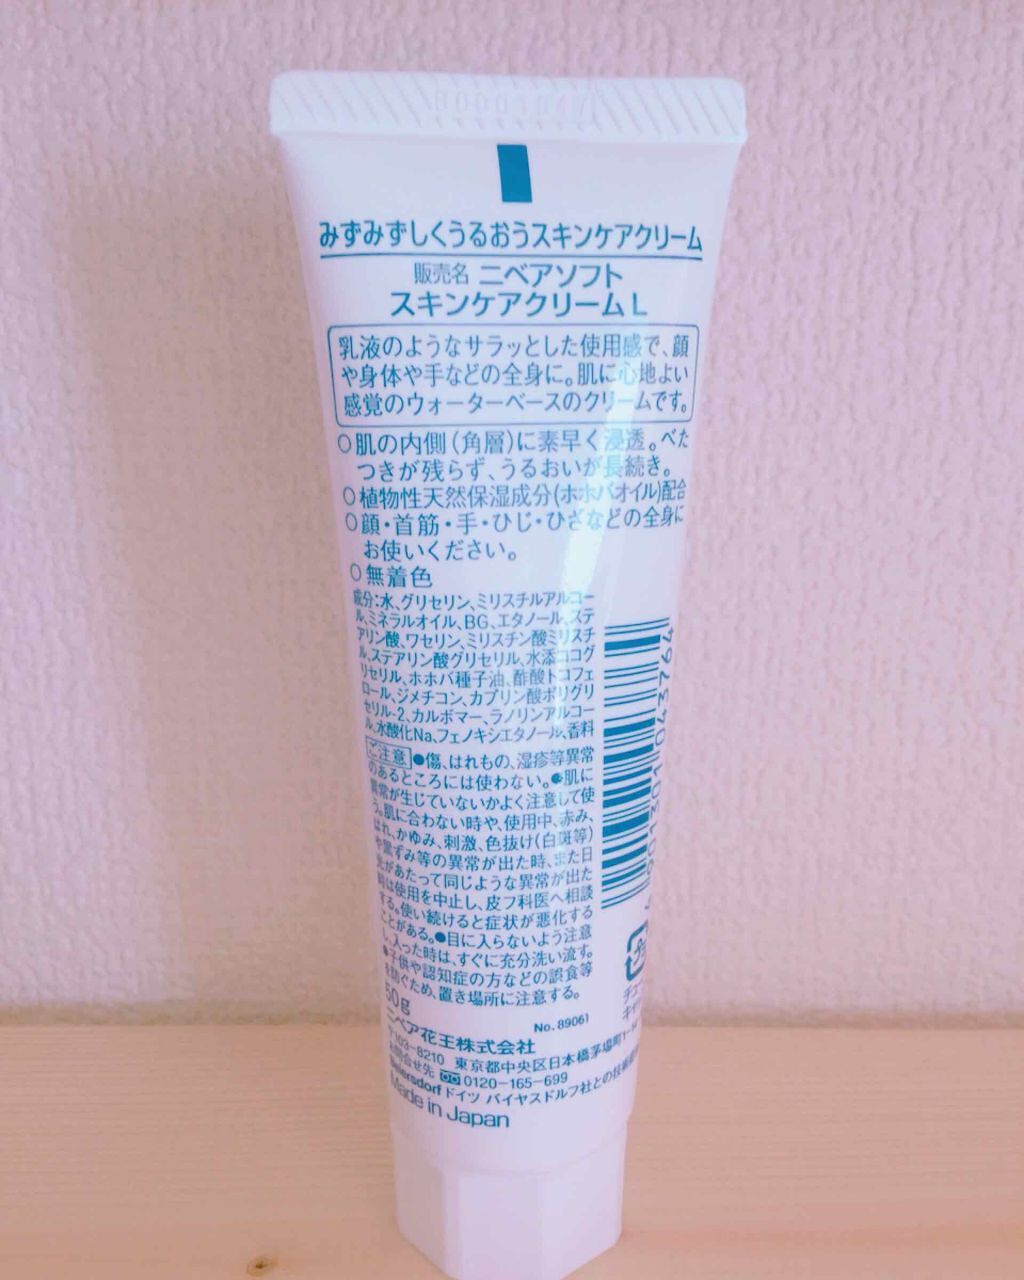 みずみずしくうるおうスキンケアクリーム
販売名 ニベアソフト
スキンケアクリームL
乳液のようなサラッとした使用感で、顔
や身体や手などの全身に。肌に心地よい
感覚のウォーターベースのクリームです。
○肌の内側(角層)に素早く浸透。べた
つきが残らず、うるおいが長続き。
○植物性天然保湿成分(ホホバオイル)配合
○顔・首筋・手・ひじ・ひざなどの全身に
お使いください。
○無着色
成分:水、グリセリン、ミリスチルアルコー
ル、ミネラルオイル、BG、エタノール、ステ
アリン酸、ワセリン、ミリスチン酸ミリスチ
ル、ステアリン酸グリセリル、水添ココグ
リセリル、ホホバ種子油、酢酸トコフェ
ロール、ジメチコン、カプリン酸ポリグリ
セリル-2、カルボマー、ラノリンアルコー
ル、水酸化Na、フェノキシエタノール、香料
ご注意●傷、はれもの、湿疹等異常
のあるところには使わない。●肌に
異常が生じていないかよく注意して使
う。肌に合わない時や、使用中、赤み、
はれ、かゆみ、刺激、色抜け(白斑等)
や黒ずみ等の異常が出た時、また日
光があたって同じような異常が出た
時は使用を中止し、皮フ科医へ相談
する。使い続けると症状が悪化する
ことがある。●目に入らないよう注意
し、入った時は、すぐに充分洗い流す。
●子供や認知症の方などの誤食等
を防ぐため、置き場所に注意する。
50g
No. 89061
ニベア花王株式会社
〒103-8210 東京都中央区日本橋茅場町1-
お問合せ先 0120-165-699
Beiersdorf ドイツ バイヤスドルフ社との技術
Made in Japan
プラ